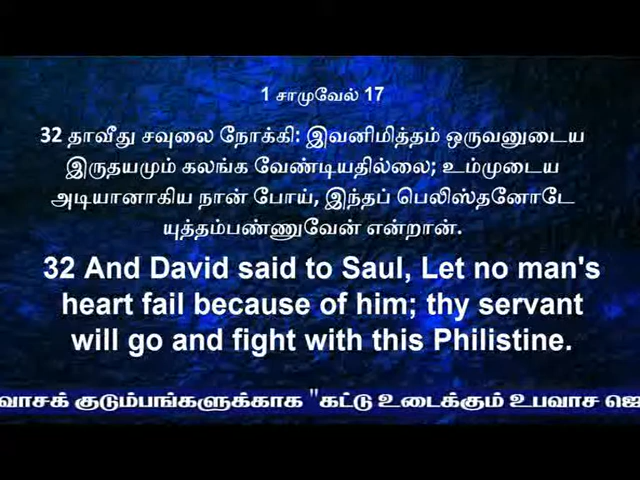 1 சாமுவேல் 17
32 தாவீது சவுலை நோக்கி: இவனிமித்தம் ஒருவனுடைய
இருதயமும் கலங்க வேண்டியதில்லை; உம்முடைய
அடியானாகிய நான் போய், இந்தப் பெலிஸ்தனோடே
யுத்தம்பண்ணுவேன் என்றான்.
32 And David said to Saul, Let no man's
heart fail because of him; thy servant
will go and fight with this Philistine.
வாசக் குடும்பங்களுக்காக "கட்டு உடைக்கும் உபவாச ஜெ